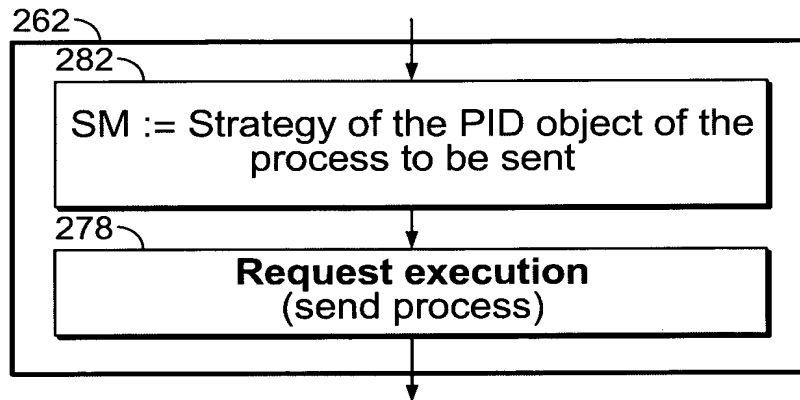 262
282
SM := Strategy of the PID object of the
process to be sent
278
Request execution
(send process)